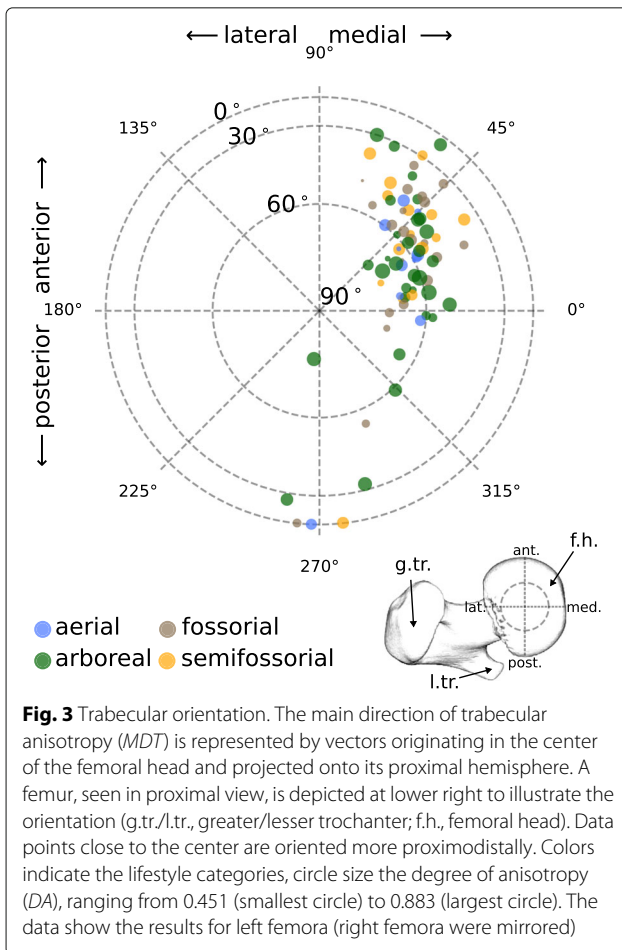 ← lateral medial →
90°
0°
135°
30°
45°
60°
90°
← posterior anterior →
180°
0°
225°
315°
270°
g.tr.
f.h.
ant.
lat.
med.
post.
l.tr.
aerial
fossorial
arboreal
semifossorial
Fig. 3 Trabecular orientation. The main direction of trabecular
anisotropy (MDT) is represented by vectors originating in the center
of the femoral head and projected onto its proximal hemisphere. A
femur, seen in proximal view, is depicted at lower right to illustrate the
orientation (g.tr./l.tr., greater/lesser trochanter; f.h., femoral head). Data
points close to the center are oriented more proximodistally. Colors
indicate the lifestyle categories, circle size the degree of anisotropy
(DA), ranging from 0.451 (smallest circle) to 0.883 (largest circle). The
data show the results for left femora (right femora were mirrored)